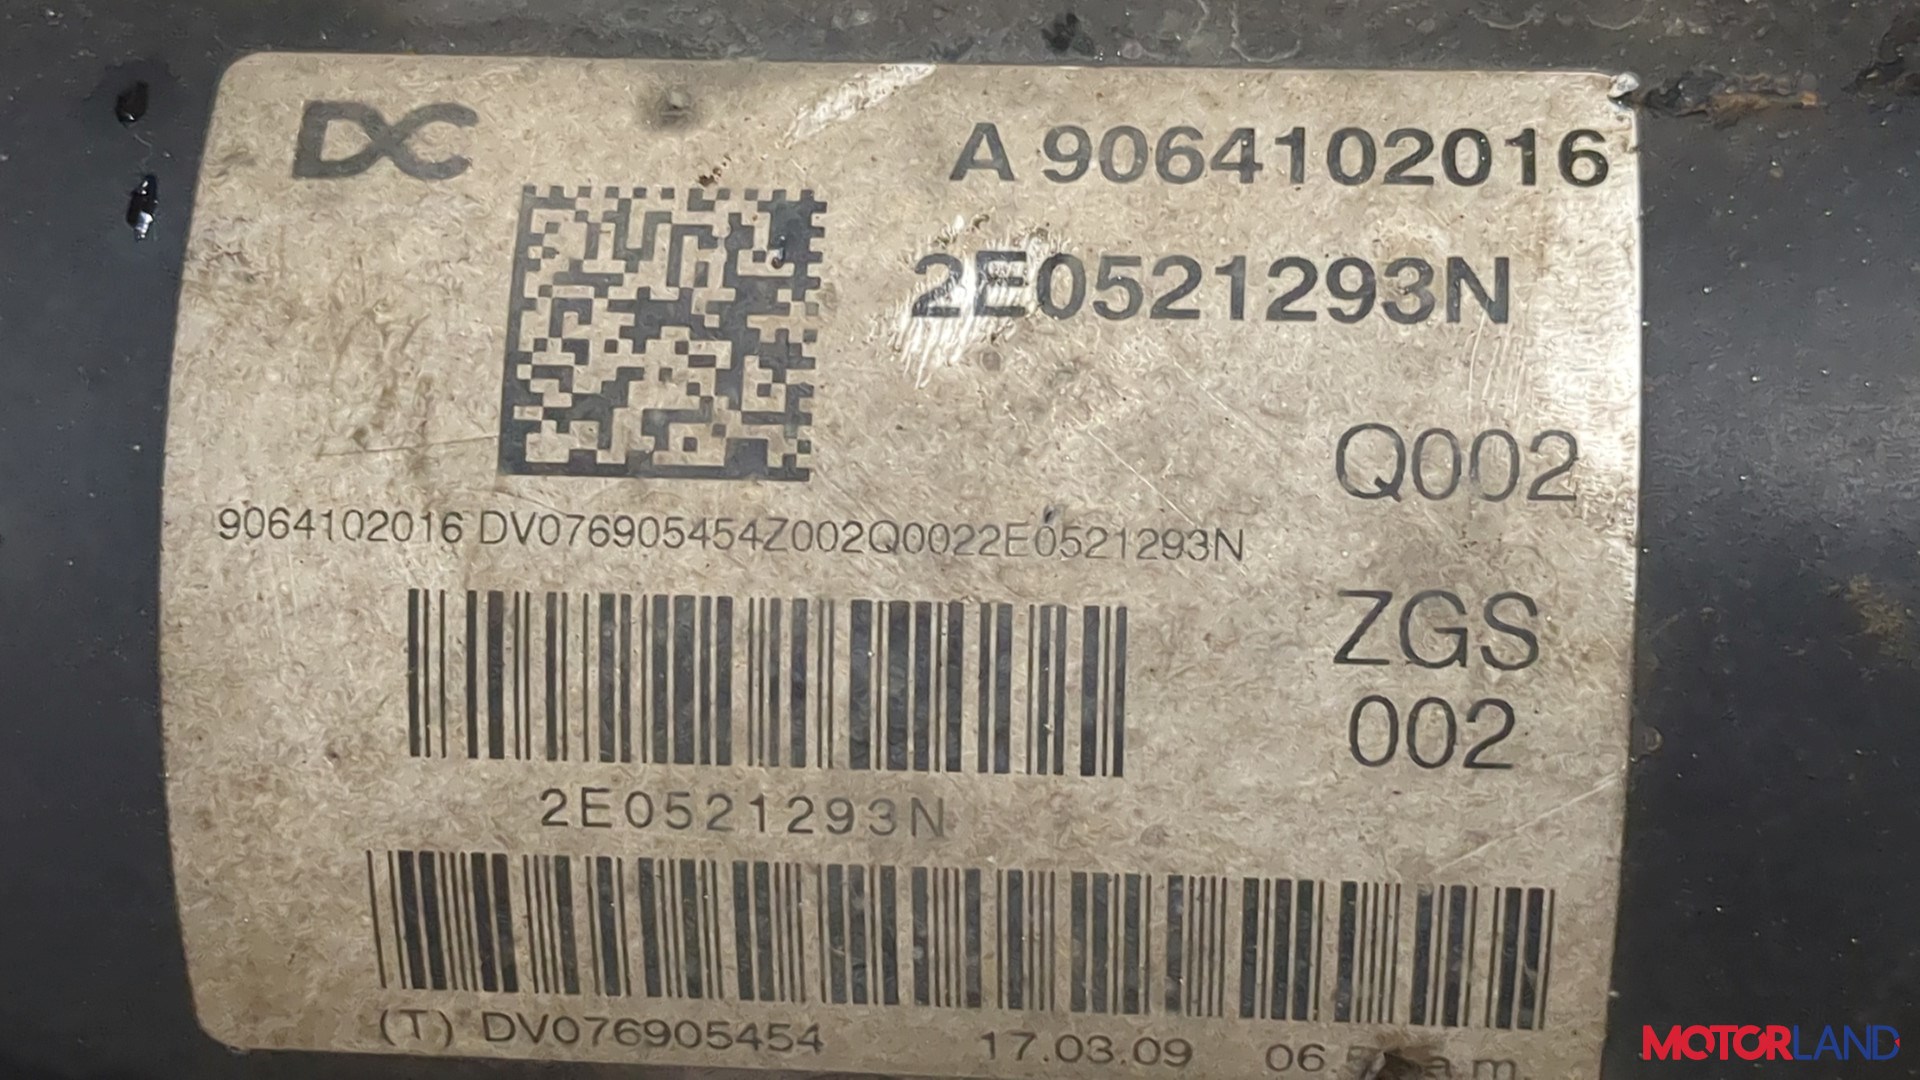 DC
A 9064102016
2E0521293N
Q002
9064102016 DV076905454Z002Q0022E0521293N
ZGS
002
2E0521293N
(T) DV076905454 17.03.09 a.m.
MOTORLAND